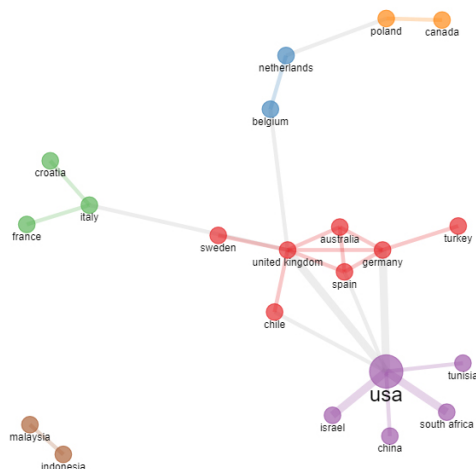 poland
canada
netherlands
belgium
croatia
italy
france
sweden
australia
turkey
united kingdom
germany
spain
chile
tunisia
usa
israel
south africa
china
malaysia
indonesia